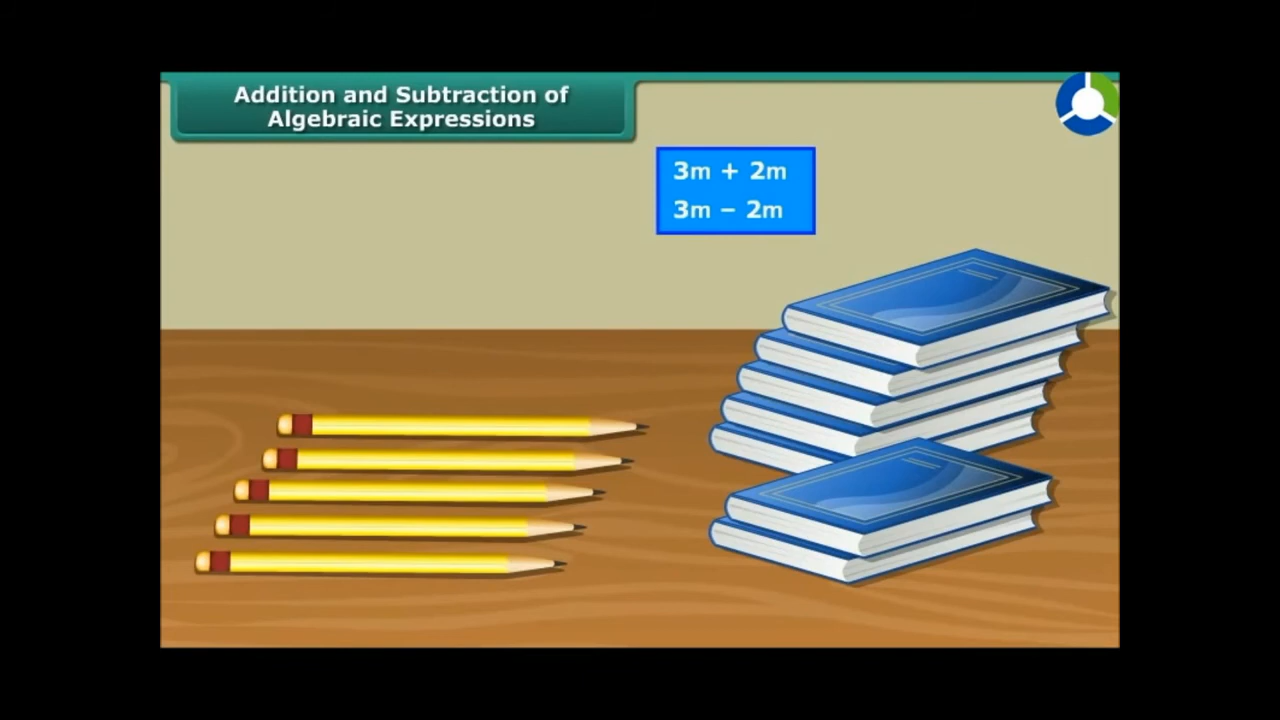 Addition and Subtraction of
Algebraic Expressions
3m + 2m
3m − 2m